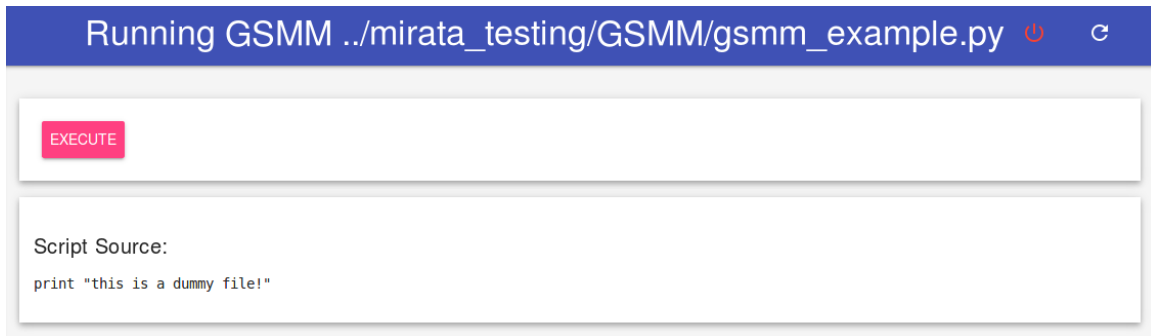 Running GSMM ../mirata_testing/GSMM/gsmm_example.py
EXECUTE
Script Source:
print "this is a dummy file!"